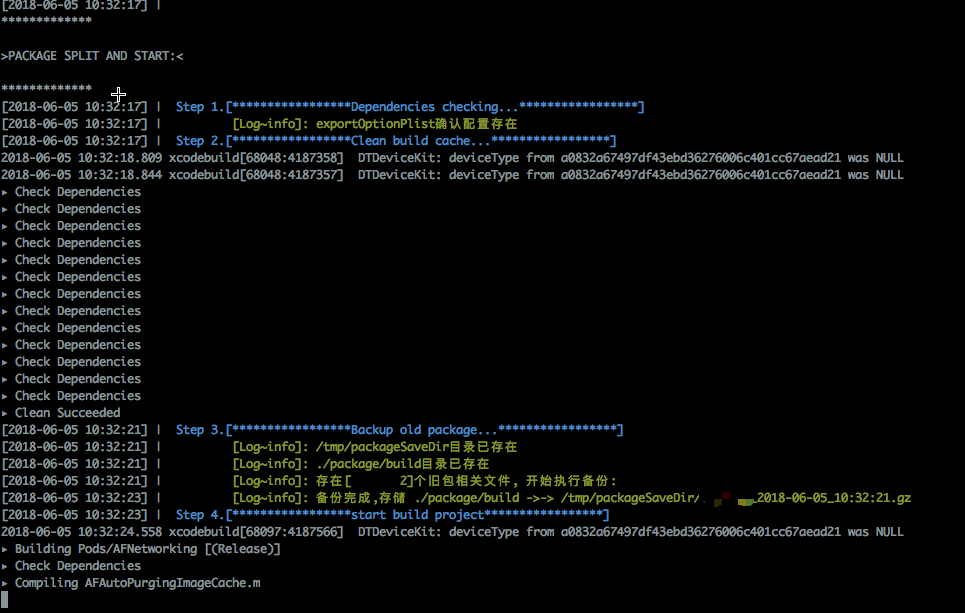 [2018-06-05 10:32:17] |
*************
>PACKAGE SPLIT AND START:<
*************
[2018-06-05 10:32:17] |  Step 1.[*****************Dependencies checking...*****************]
[2018-06-05 10:32:17] |          [Log~info]: exportOptionPlist确认配置存在
[2018-06-05 10:32:17] |  Step 2.[*****************Clean build cache...*****************]
2018-06-05 10:32:18.809 xcodebuild[68048:4187358]  DTDeviceKit: deviceType from a0832a67497df43ebd36276006c401cc67aead21 was NULL
2018-06-05 10:32:18.844 xcodebuild[68048:4187357]  DTDeviceKit: deviceType from a0832a67497df43ebd36276006c401cc67aead21 was NULL
▸ Check Dependencies
▸ Check Dependencies
▸ Check Dependencies
▸ Check Dependencies
▸ Check Dependencies
▸ Check Dependencies
▸ Check Dependencies
▸ Check Dependencies
▸ Check Dependencies
▸ Check Dependencies
▸ Check Dependencies
▸ Check Dependencies
▸ Check Dependencies
▸ Clean Succeeded
[2018-06-05 10:32:21] |  Step 3.[*****************Backup old package...*****************]
[2018-06-05 10:32:21] |          [Log~info]: /tmp/packageSaveDir目录已存在
[2018-06-05 10:32:21] |          [Log~info]: ./package/build目录已存在
[2018-06-05 10:32:21] |          [Log~info]: 存在[       2]个旧包相关文件, 开始执行备份:
[2018-06-05 10:32:23] |          [Log~info]: 备份完成,存储 ./package/build ->-> /tmp/packageSaveDir/ _2018-06-05_10:32:21.gz
[2018-06-05 10:32:23] |  Step 4.[*****************start build project*****************]
2018-06-05 10:32:24.558 xcodebuild[68097:4187566]  DTDeviceKit: deviceType from a0832a67497df43ebd36276006c401cc67aead21 was NULL
▸ Building Pods/AFNetworking [(Release)]
▸ Check Dependencies
▸ Compiling AFAutoPurgingImageCache.m